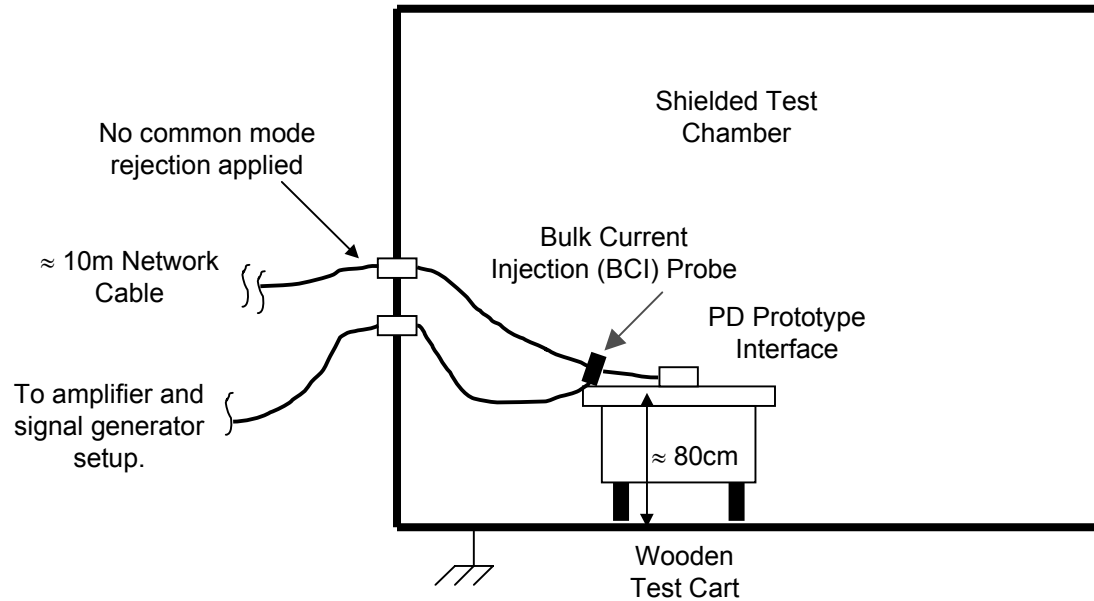 Shielded Test
Chamber
No common mode
rejection applied
≈ 10m Network
Cable
Bulk Current
Injection (BCI) Probe
PD Prototype
Interface
To amplifier and
signal generator
setup.
≈ 80cm
Wooden
Test Cart